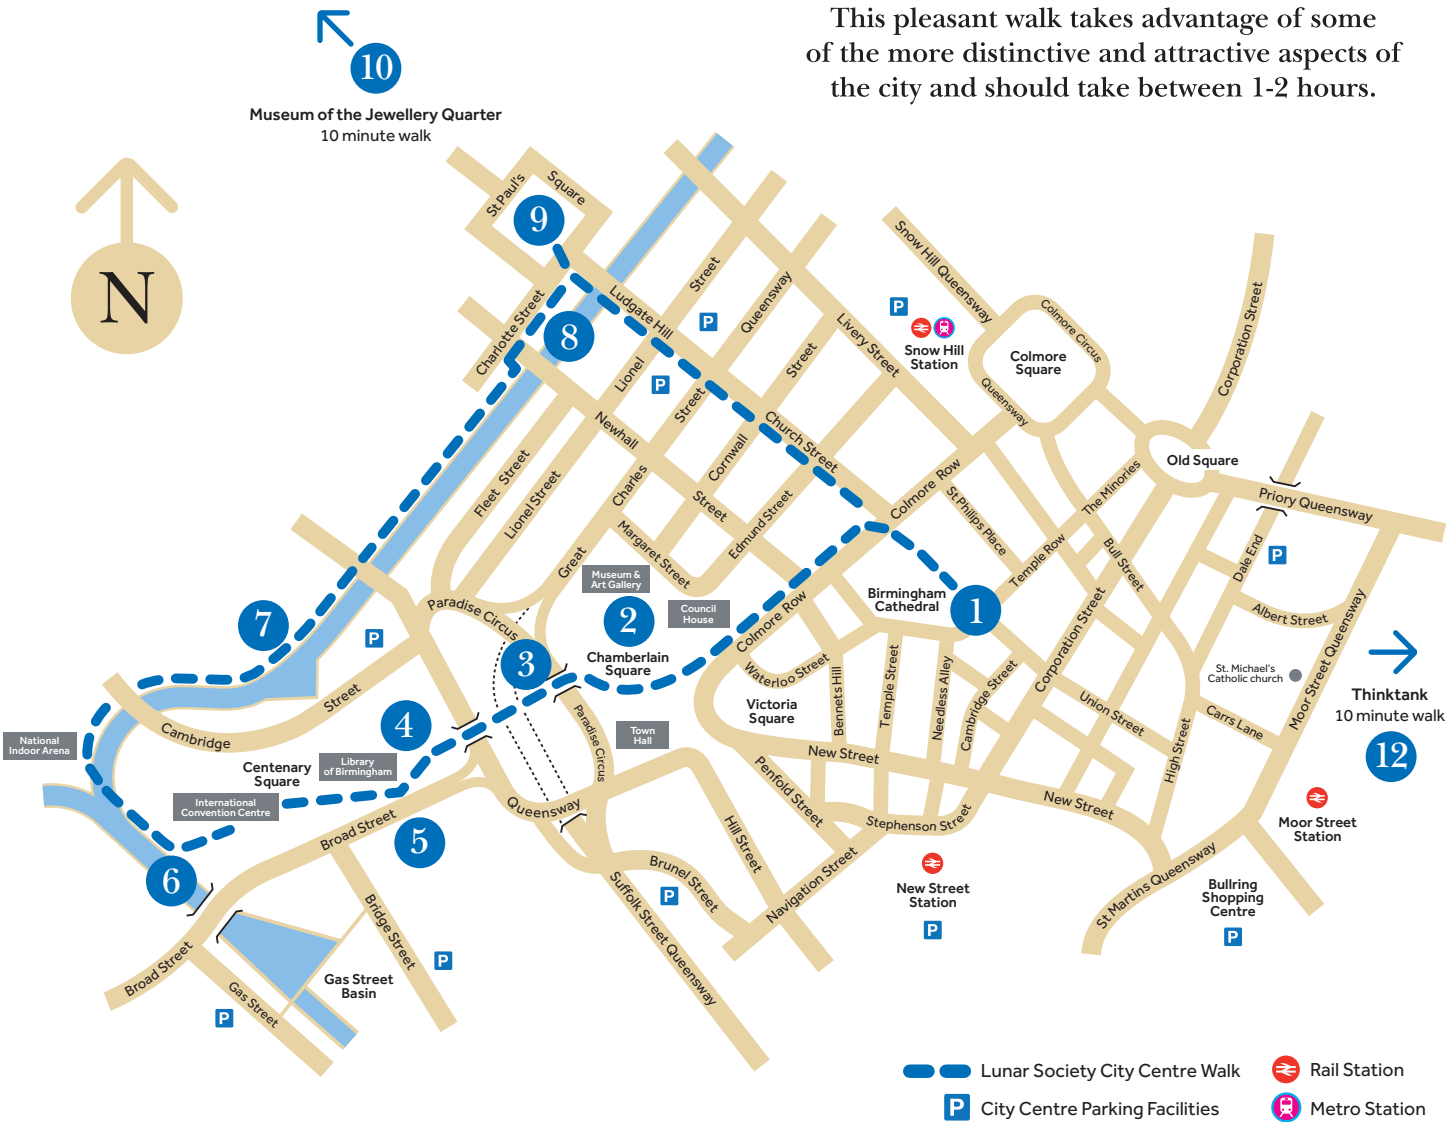 This pleasant walk takes advantage of some
of the more distinctive and attractive aspects of
the city and should take between 1-2 hours.
10
Museum of the Jewellery Quarter
10 minute walk
N
St Paul's
Square
9
8
Charlotte Street
Ludgate Hill
Lionel
Street
Queensway
Livery Street
Snow Hill Queensway
P
P
P
Snow Hill
Station
Colmore
Square
Colmore Circus
Queensway
Corporation Street
Old Square
Priory Queensway
Newhall
Street
Charles
Street
Great
Cornwall
Street
Church Street
Colmore Row
Fleet Street
Lionel Street
Margaret Street
Edmund Street
St Philips Place
Temple Row
The Minories
Bull Street
Dale End
P
Albert Street
Museum &
Art Gallery
2
Council
House
Chamberlain
Square
Colmore Row
Birmingham
Cathedral
1
Paradise Circus
3
7
P
Cambridge
Street
4
National
Indoor Arena
Centenary
Square
Library
of Birmingham
International
Convention Centre
Paradise Circus
Town
Hall
Victoria
Square
Waterloo Street
Bennets Hill
Temple Street
Needless Alley
Cambridge Street
Corporation Street
Union Street
High Street
Carrs Lane
St. Michael's
Catholic church
Moor Street Queensway
Thinktank
10 minute walk
12
New Street
New Street
Penfold Street
Stephenson Street
Moor Street
Station
Broad Street
5
6
Queensway
Hill Street
Brunel Street
P
Navigation Street
New Street
Station
P
St Martins Queensway
Bullring
Shopping
Centre
P
Suffolk Street Queensway
Bridge Street
P
Broad Street
Gas Street
P
Gas Street
Basin
Lunar Society City Centre Walk
Rail Station
P
City Centre Parking Facilities
Metro Station